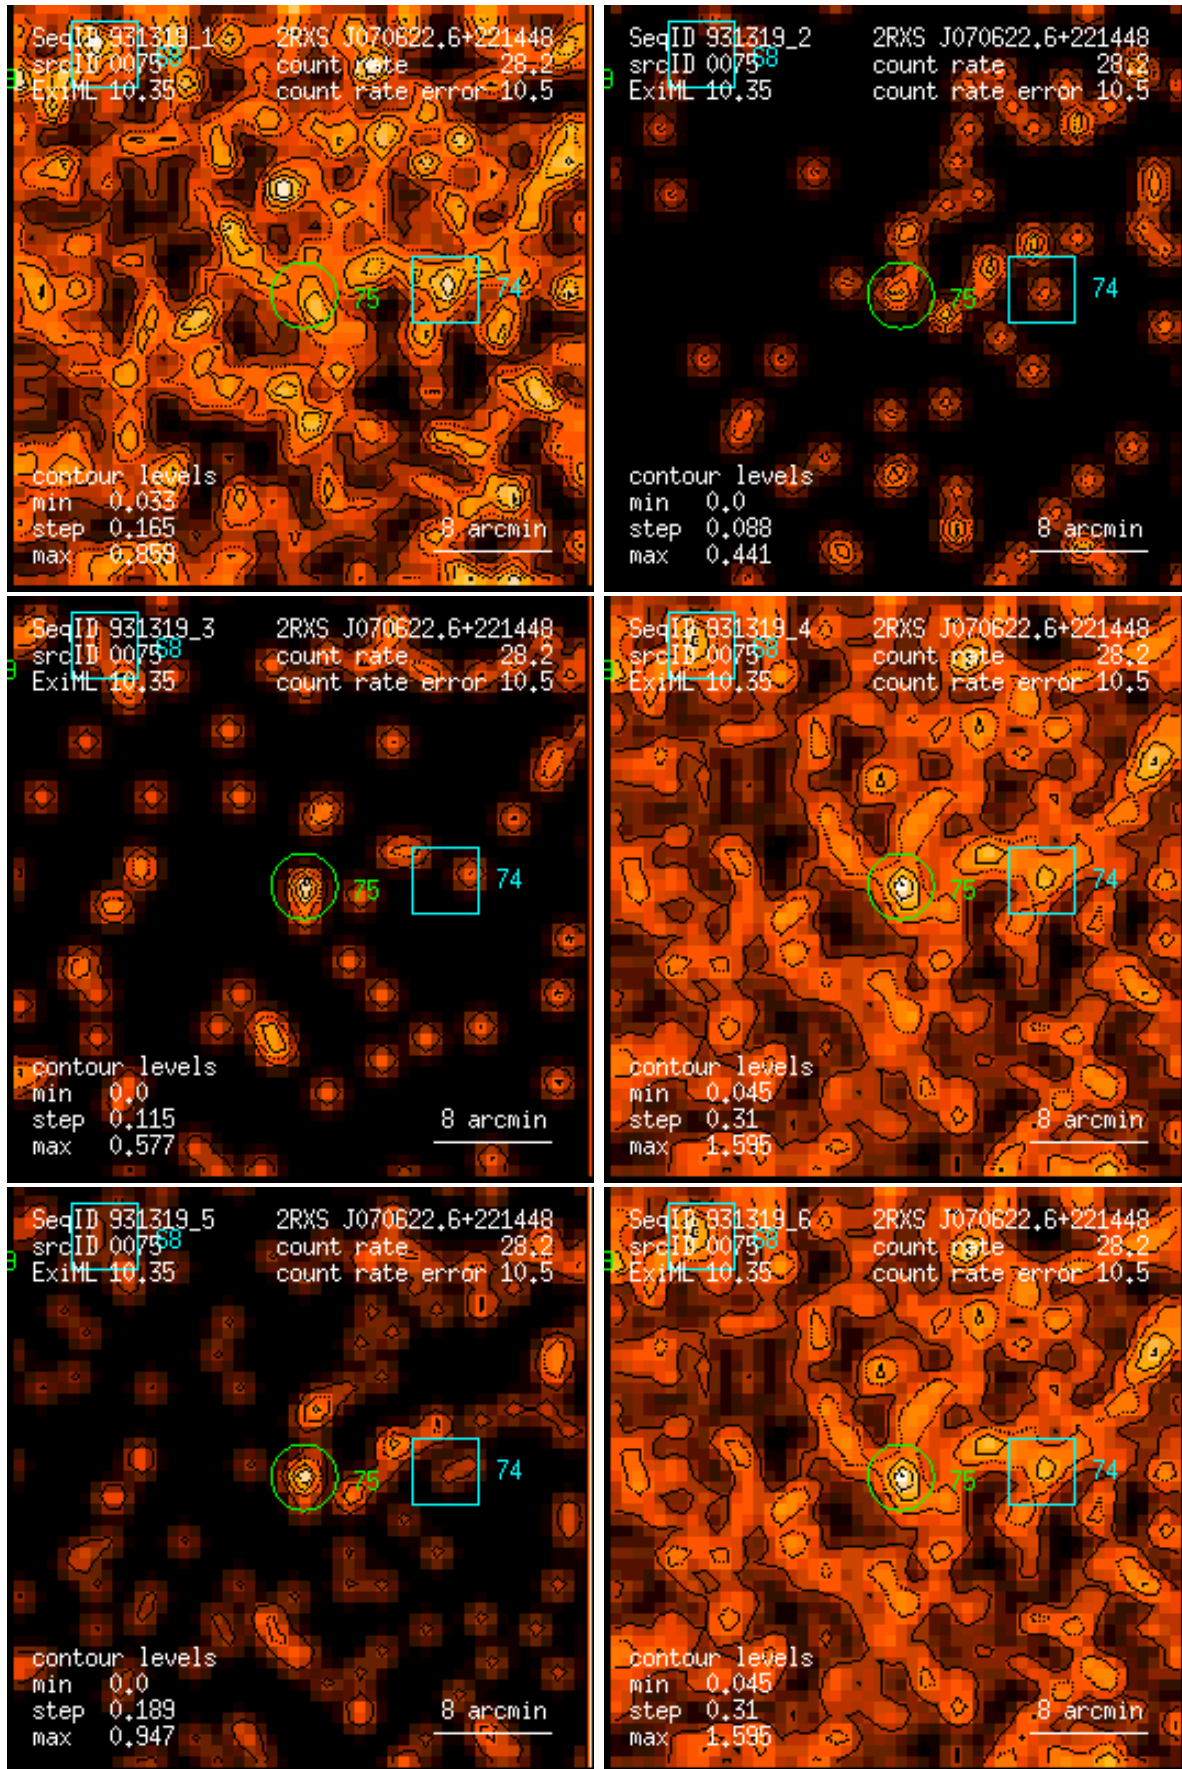 SeqID 931319_1 2RXS J070622.6+221448
srcID 0075 68 count rate 28.2
ExiML 10.35 count rate error 10.5
75 74
contour levels
min 0.033
step 0.165 8 arcmin
max 0.859
SeqID 931319_2 2RXS J070622.6+221448
srcID 0075 68 count rate 28.2
ExiML 10.35 count rate error 10.5
75 74
contour levels
min 0.0
step 0.088 8 arcmin
max 0.441
SeqID 931319_3 2RXS J070622.6+221448
srcID 0075 68 count rate 28.2
ExiML 10.35 count rate error 10.5
75 74
contour levels
min 0.0
step 0.115 8 arcmin
max 0.577
SeqID 931319_4 2RXS J070622.6+221448
srcID 0075 68 count rate 28.2
ExiML 10.35 count rate error 10.5
75 74
contour levels
min 0.045
step 0.31 8 arcmin
max 1.595
SeqID 931319_5 2RXS J070622.6+221448
srcID 0075 68 count rate 28.2
ExiML 10.35 count rate error 10.5
75 74
contour levels
min 0.0
step 0.189 8 arcmin
max 0.947
SeqID 931319_6 2RXS J070622.6+221448
srcID 0075 68 count rate 28.2
ExiML 10.35 count rate error 10.5
75 74
contour levels
min 0.045
step 0.31 8 arcmin
max 1.595